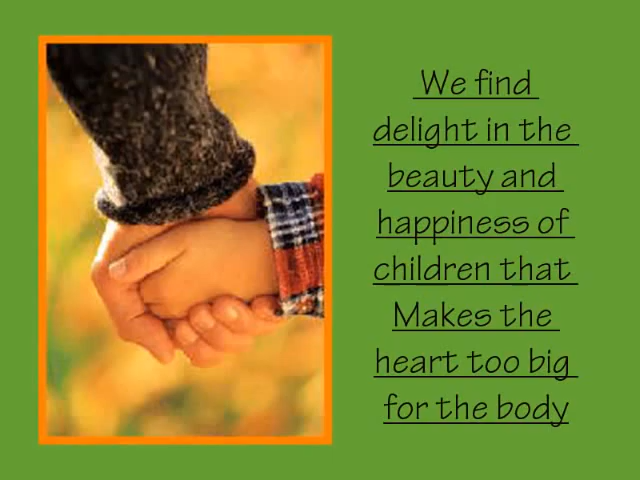 We find
delight in the
beauty and
happiness of
children that
Makes the
heart too big
for the body